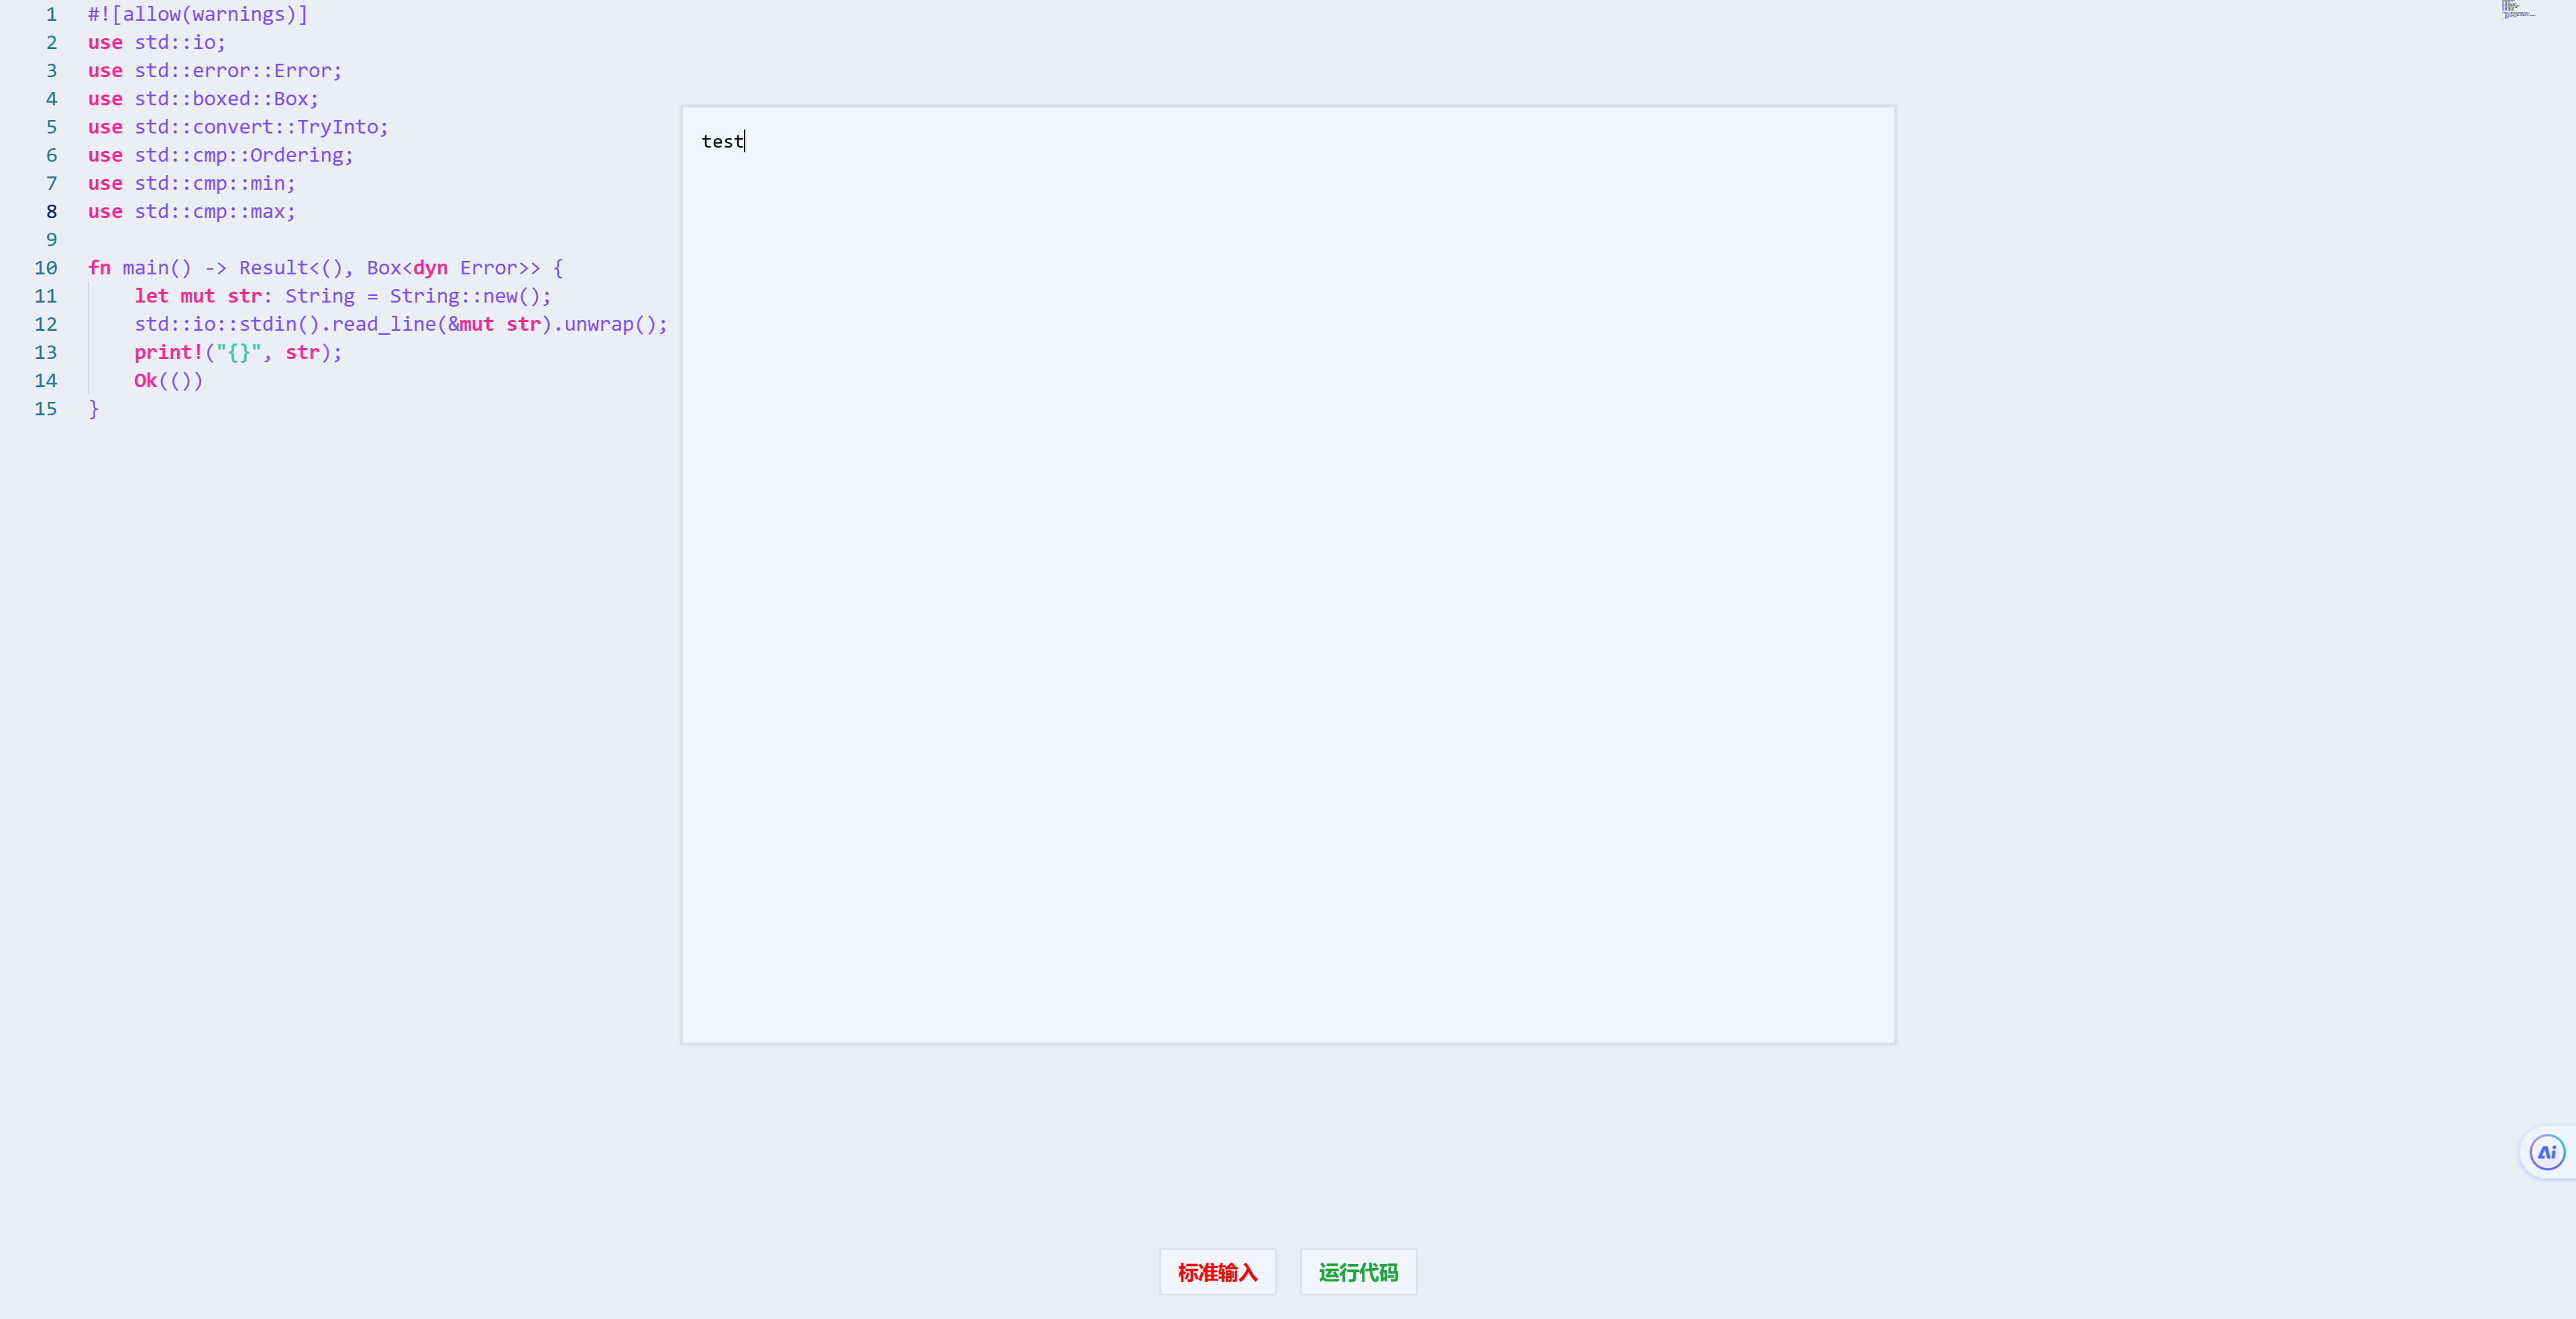 1 #![allow(warnings)]
2 use std::io;
3 use std::error::Error;
4 use std::boxed::Box;
5 use std::convert::TryInto;
6 use std::cmp::Ordering;
7 use std::cmp::min;
8 use std::cmp::max;
9
10 fn main() -> Result<(), Box<dyn Error>> {
11     let mut str: String = String::new();
12     std::io::stdin().read_line(&mut str).unwrap();
13     print!("{}", str);
14     Ok(())
15 }
test
Ai
标准输入 运行代码